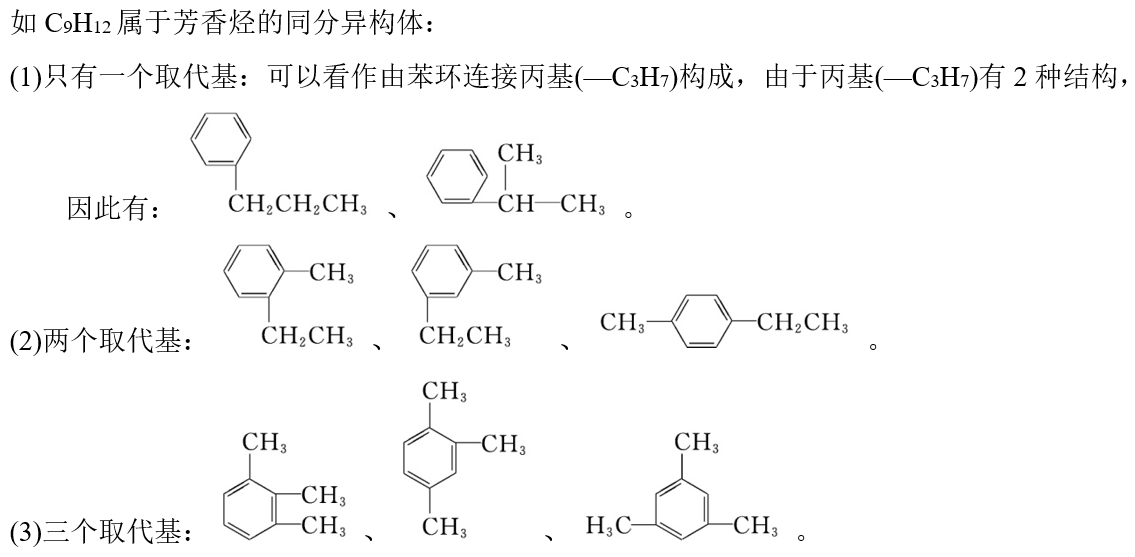 如 C₉H₁₂ 属于芳香烃的同分异构体：
(1)只有一个取代基：可以看作由苯环连接丙基(—C₃H₇)构成，由于丙基(—C₃H₇)有 2 种结构，
CH₃
因此有： CH₂CH₂CH₃ 、 CH—CH₃ 。
CH₃ CH₃
(2)两个取代基： CH₂CH₃ 、 CH₂CH₃ 、 CH₃ CH₂CH₃ 。
CH₃
CH₃ CH₃ CH₃
CH₃
(3)三个取代基： CH₃ 、 CH₃ 、 H₃C CH₃ 。